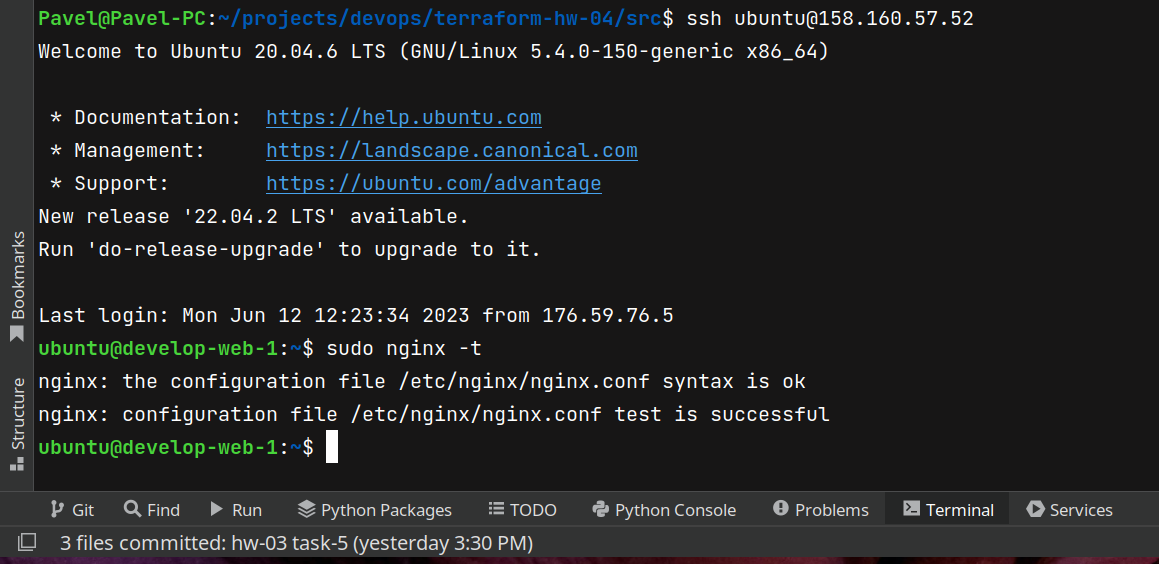 Pavel@Pavel-PC:~/projects/devops/terraform-hw-04/src$ ssh ubuntu@158.160.57.52
Welcome to Ubuntu 20.04.6 LTS (GNU/Linux 5.4.0-150-generic x86_64)
* Documentation:  https://help.ubuntu.com
* Management:     https://landscape.canonical.com
* Support:        https://ubuntu.com/advantage
New release '22.04.2 LTS' available.
Run 'do-release-upgrade' to upgrade to it.
Last login: Mon Jun 12 12:23:34 2023 from 176.59.76.5
ubuntu@develop-web-1:~$ sudo nginx -t
nginx: the configuration file /etc/nginx/nginx.conf syntax is ok
nginx: configuration file /etc/nginx/nginx.conf test is successful
ubuntu@develop-web-1:~$
Bookmarks
Structure
Git Find Run Python Packages TODO Python Console Problems Terminal Services
3 files committed: hw-03 task-5 (yesterday 3:30 PM)